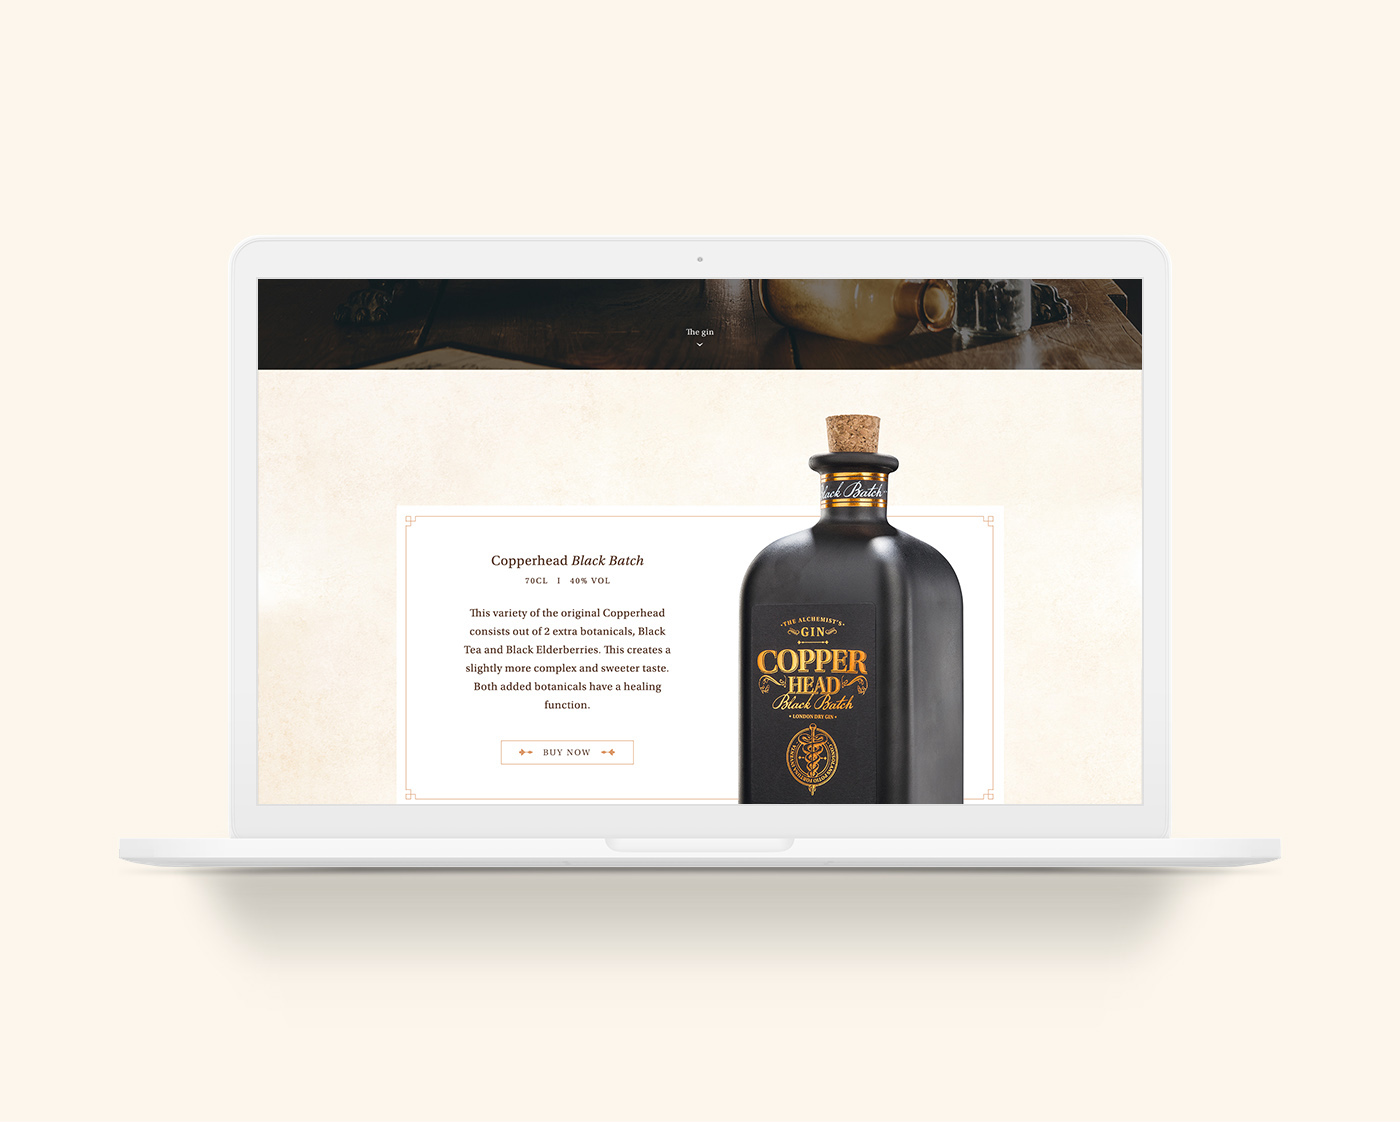 The gin
Black Batch
Copperhead Black Batch
70CL I 40% VOL
This variety of the original Copperhead
consists out of 2 extra botanicals, Black
Tea and Black Elderberries. This creates a
slightly more complex and sweeter taste.
Both added botanicals have a healing
function.
BUY NOW
•THE ALCHEMIST'S•
GIN
COPPER
HEAD
Black Batch
• LONDON DRY GIN •